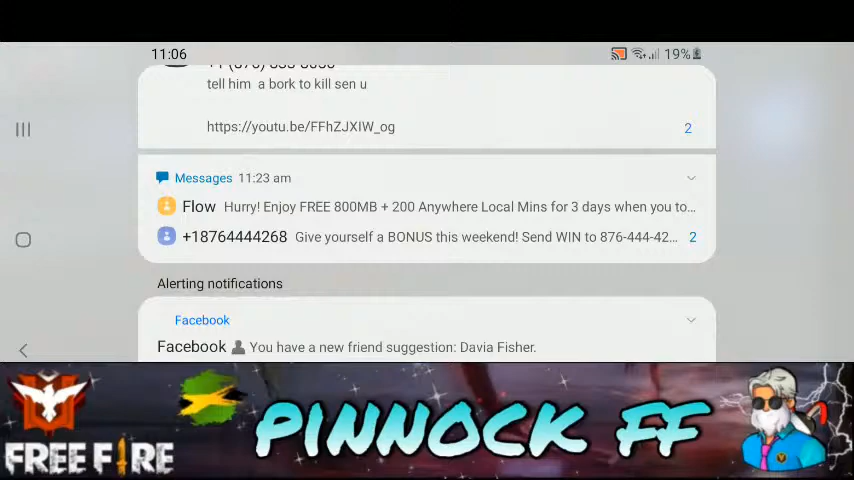 11:06
19%
tell him a bork to kill sen u
https://youtu.be/FFhZJXIW_og
2
Messages 11:23 am
Flow Hurry! Enjoy FREE 800MB + 200 Anywhere Local Mins for 3 days when you to...
+18764444268 Give yourself a BONUS this weekend! Send WIN to 876-444-42... 2
Alerting notifications
Facebook
Facebook You have a new friend suggestion: Davia Fisher.
PINNOCK FF
FREE FIRE